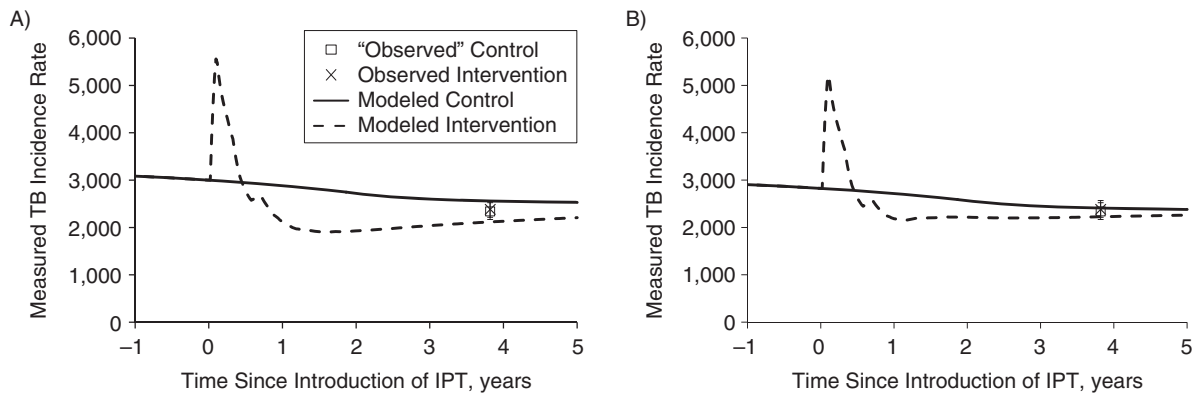 A)
6,000
5,000
4,000
3,000
2,000
1,000
0
Measured TB Incidence Rate
–1 0 1 2 3 4 5
Time Since Introduction of IPT, years
“Observed” Control
Observed Intervention
Modeled Control
Modeled Intervention
B)
6,000
5,000
4,000
3,000
2,000
1,000
0
Measured TB Incidence Rate
–1 0 1 2 3 4 5
Time Since Introduction of IPT, years